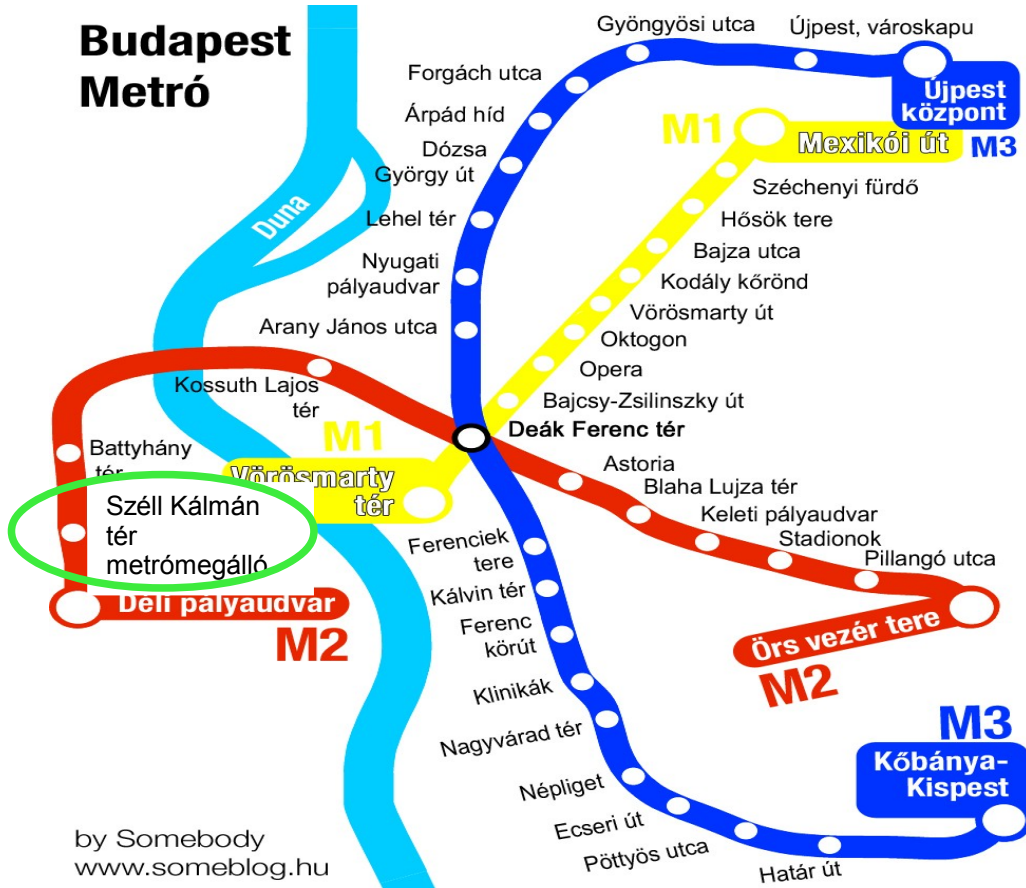 Budapest
Metró
Gyöngyösi utca
Újpest, városkapu
Forgách utca
Újpest
központ
M3
Árpád híd
M1
Mexikói út
Dózsa
György út
Széchenyi fürdő
Duna
Lehel tér
Hősök tere
Bajza utca
Nyugati
pályaudvar
Kodály kőrönd
Vörösmarty út
Arany János utca
Oktogon
Opera
Kossuth Lajos
tér
Bajcsy-Zsilinszky út
Deák Ferenc tér
M1
Vörösmarty
tér
Battyhány
tér
Széll Kálmán
tér
metrómegálló
Déli pályaudvar
M2
Astoria
Blaha Lujza tér
Keleti pályaudvar
Stadionok
Pillangó utca
Örs vezér tere
M2
Ferenciek
tere
Kálvin tér
Ferenc
körút
Klinikák
Nagyvárad tér
Népliget
Ecseri út
Pöttyös utca
Határ út
M3
Kőbánya-
Kispest
by Somebody
www.someblog.hu